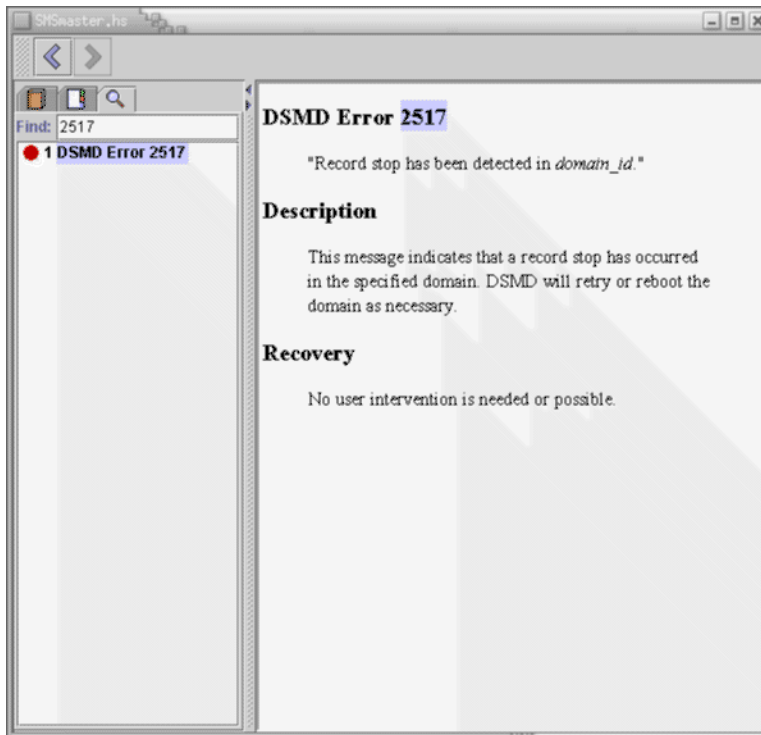 SMSmaster.hs
Find: 2517
1 DSMD Error 2517
DSMD Error 2517
"Record stop has been detected in domain_id."
Description
This message indicates that a record stop has occurred
in the specified domain. DSMD will retry or reboot the
domain as necessary.
Recovery
No user intervention is needed or possible.